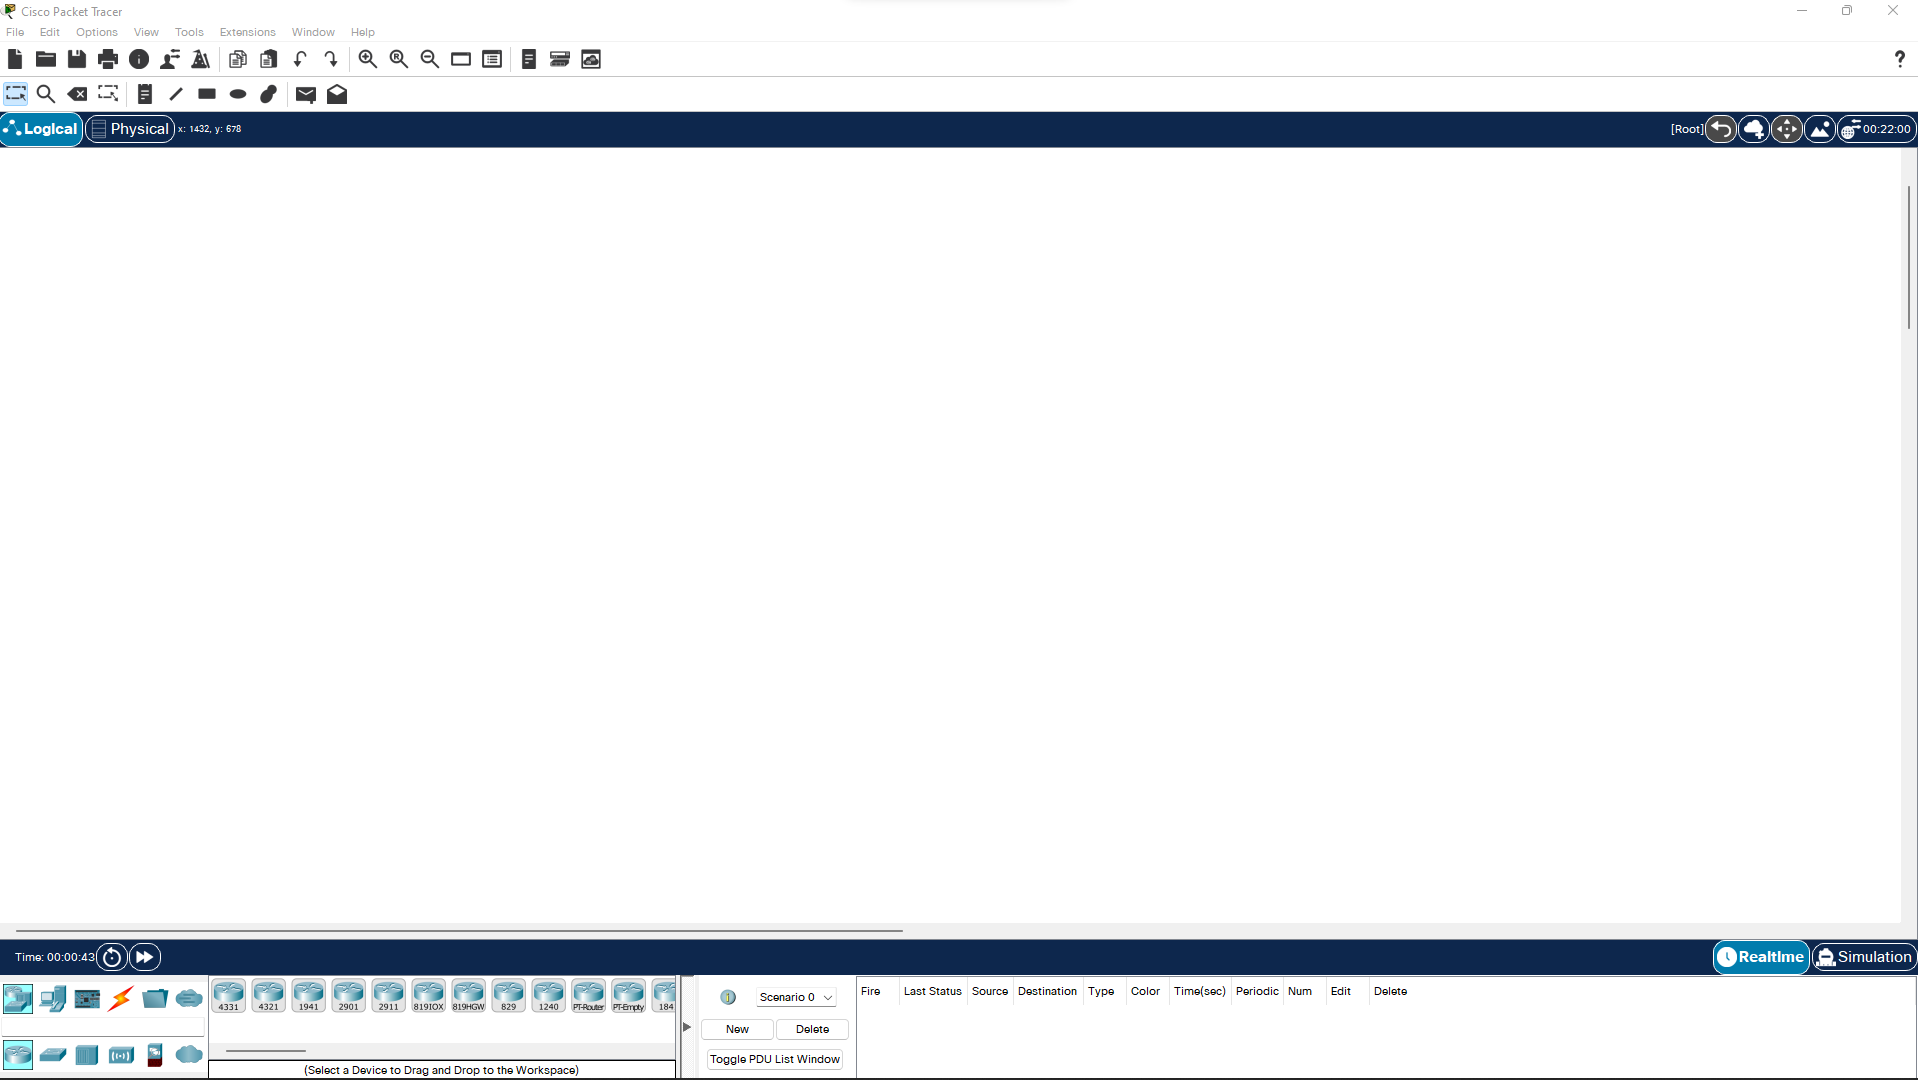 Cisco Packet Tracer
File Edit Options View Tools Extensions Window Help
?
Logical Physical x: 1432, y: 678 [Root] 00:22:00
Time: 00:00:43 Realtime Simulation
4331 4321 1941 2901 2911 819IOX 819HGW 829 1240 PT-Router PT-Empty 184
Scenario 0
New Delete
Toggle PDU List Window
Fire Last Status Source Destination Type Color Time(sec) Periodic Num Edit Delete
(Select a Device to Drag and Drop to the Workspace)